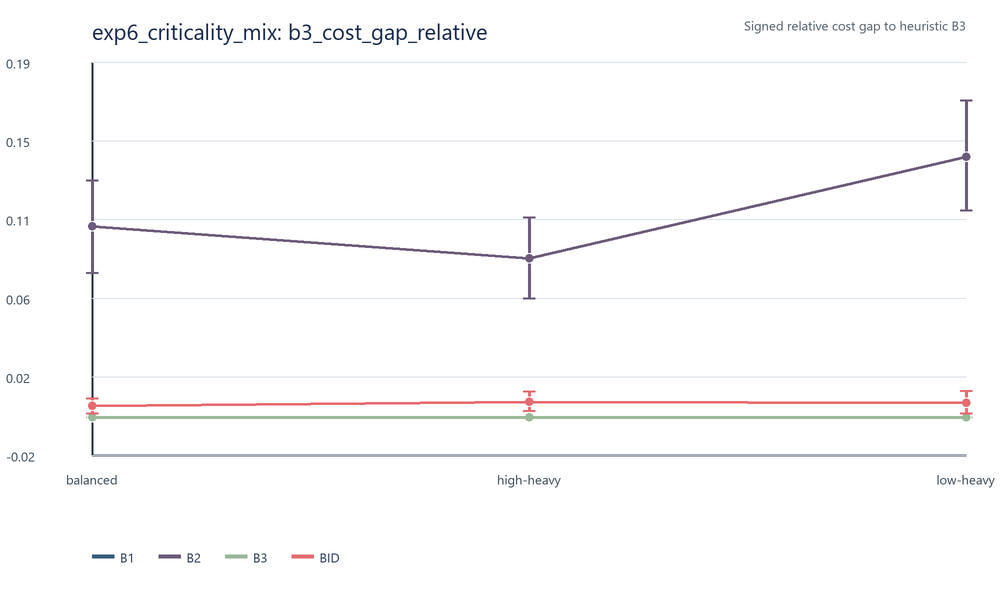 exp6_criticality_mix: b3_cost_gap_relative
Signed relative cost gap to heuristic B3
0.19
0.15
0.11
0.06
0.02
-0.02
balanced
high-heavy
low-heavy
B1
B2
B3
BID